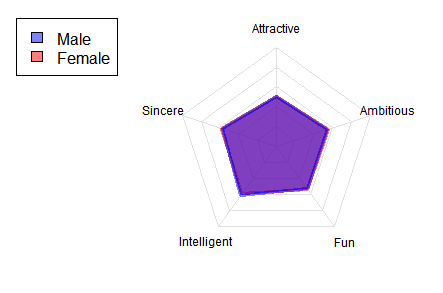 Male
Female
Attractive
Sincere
Ambitious
Intelligent
Fun